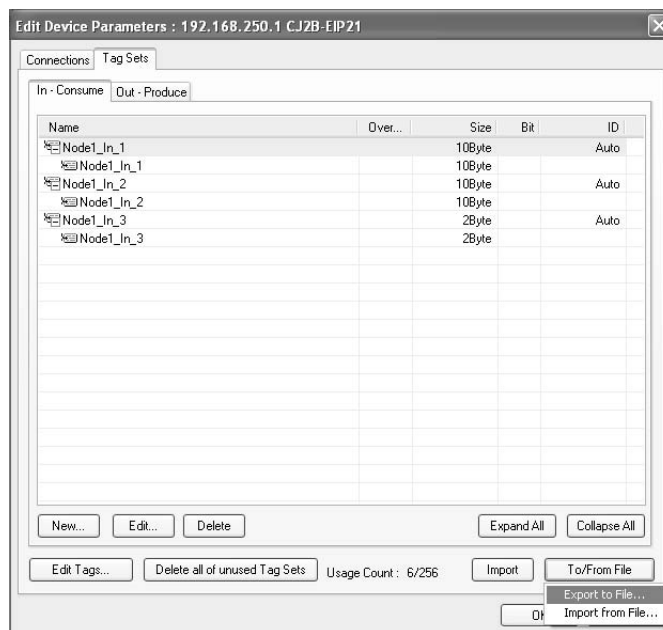 Edit Device Parameters : 192.168.250.1 CJ2B-EIP21
Connections Tag Sets
In - Consume Out - Produce
Name Over... Size Bit ID
Node1_In_1 10Byte Auto
Node1_In_1 10Byte
Node1_In_2 10Byte Auto
Node1_In_2 10Byte
Node1_In_3 2Byte Auto
Node1_In_3 2Byte
New... Edit... Delete Expand All Collapse All
Edit Tags... Delete all of unused Tag Sets Usage Count : 6/256 Import To/From File
Export to File...
Import from File...